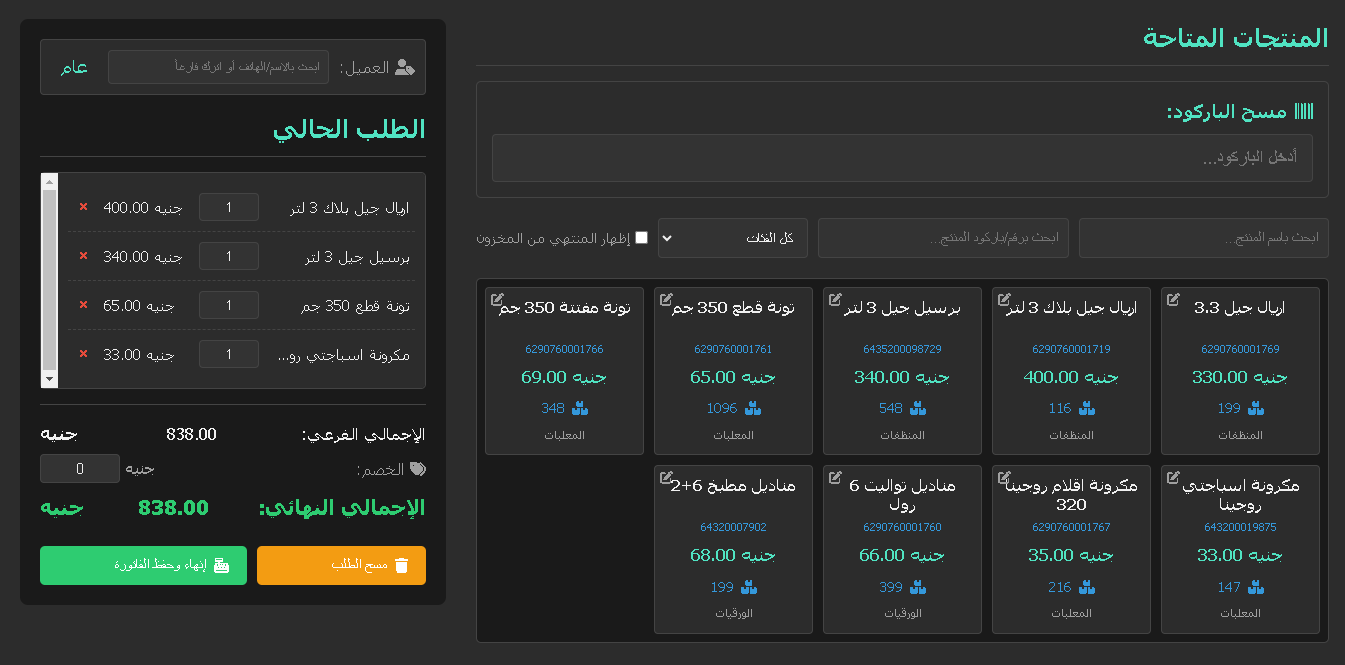 المنتجات المتاحة
مسح الباركود:
أدخل الباركود...
ابحث باسم المنتج...
ابحث برقم/باركود المنتج...
كل الفئات
إظهار المنتهي من المخزون
اريال جيل 3.3
6290760001769
330.00 جنيه
199
المنظفات
اريال جيل بلاك 3 لتر
6290760001719
400.00 جنيه
116
المنظفات
برسيل جيل 3 لتر
6435200098729
340.00 جنيه
548
المنظفات
تونة قطع 350 جم
6290760001761
65.00 جنيه
1096
المعلبات
تونة مفتتة 350 جم
6290760001766
69.00 جنيه
348
المعلبات
مكرونة اسباجتي
روجينا
643200019875
33.00 جنيه
147
المعلبات
مكرونة اقلام روجينا
320
6290760001767
35.00 جنيه
216
المعلبات
مناديل تواليت 6
رول
6290760001760
66.00 جنيه
399
الورقيات
مناديل مطبخ 6+2
64320007902
68.00 جنيه
199
الورقيات
العميل: ابحث بالاسم/الهاتف أو اترك فارغاً عام
الطلب الحالي
اريال جيل بلاك 3 لتر 1 400.00 جنيه ×
برسيل جيل 3 لتر 1 340.00 جنيه ×
تونة قطع 350 جم 1 65.00 جنيه ×
مكرونة اسباجتي رو... 1 33.00 جنيه ×
الإجمالي الفرعي: 838.00 جنيه
الخصم: جنيه 0
الإجمالي النهائي: 838.00 جنيه
مسح الطلب
إنهاء وحفظ الفاتورة